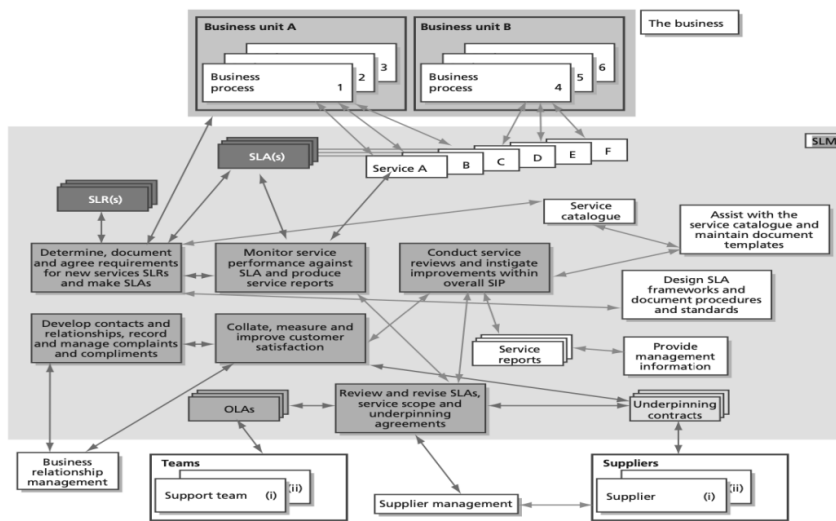 Business unit A
Business unit B
The business
3
2
Business
process
1
6
5
Business
process
4
SLM
SLA(s)
Service A
B
C
D
E
F
SLR(s)
Service
catalogue
Assist with the
service catalogue and
maintain document
templates
Determine, document
and agree requirements
for new services SLRs
and make SLAs
Monitor service
performance against
SLA and produce
service reports
Conduct service
reviews and instigate
improvements within
overall SIP
Design SLA
frameworks and
document procedures
and standards
Develop contacts and
relationships, record
and manage complaints
and compliments
Collate, measure and
improve customer
satisfaction
Service
reports
Provide
management
information
OLAs
Review and revise SLAs,
service scope and
underpinning
agreements
Underpinning
contracts
Business
relationship
management
Teams
(ii)
Support team
(i)
Supplier management
Suppliers
(ii)
Supplier
(i)